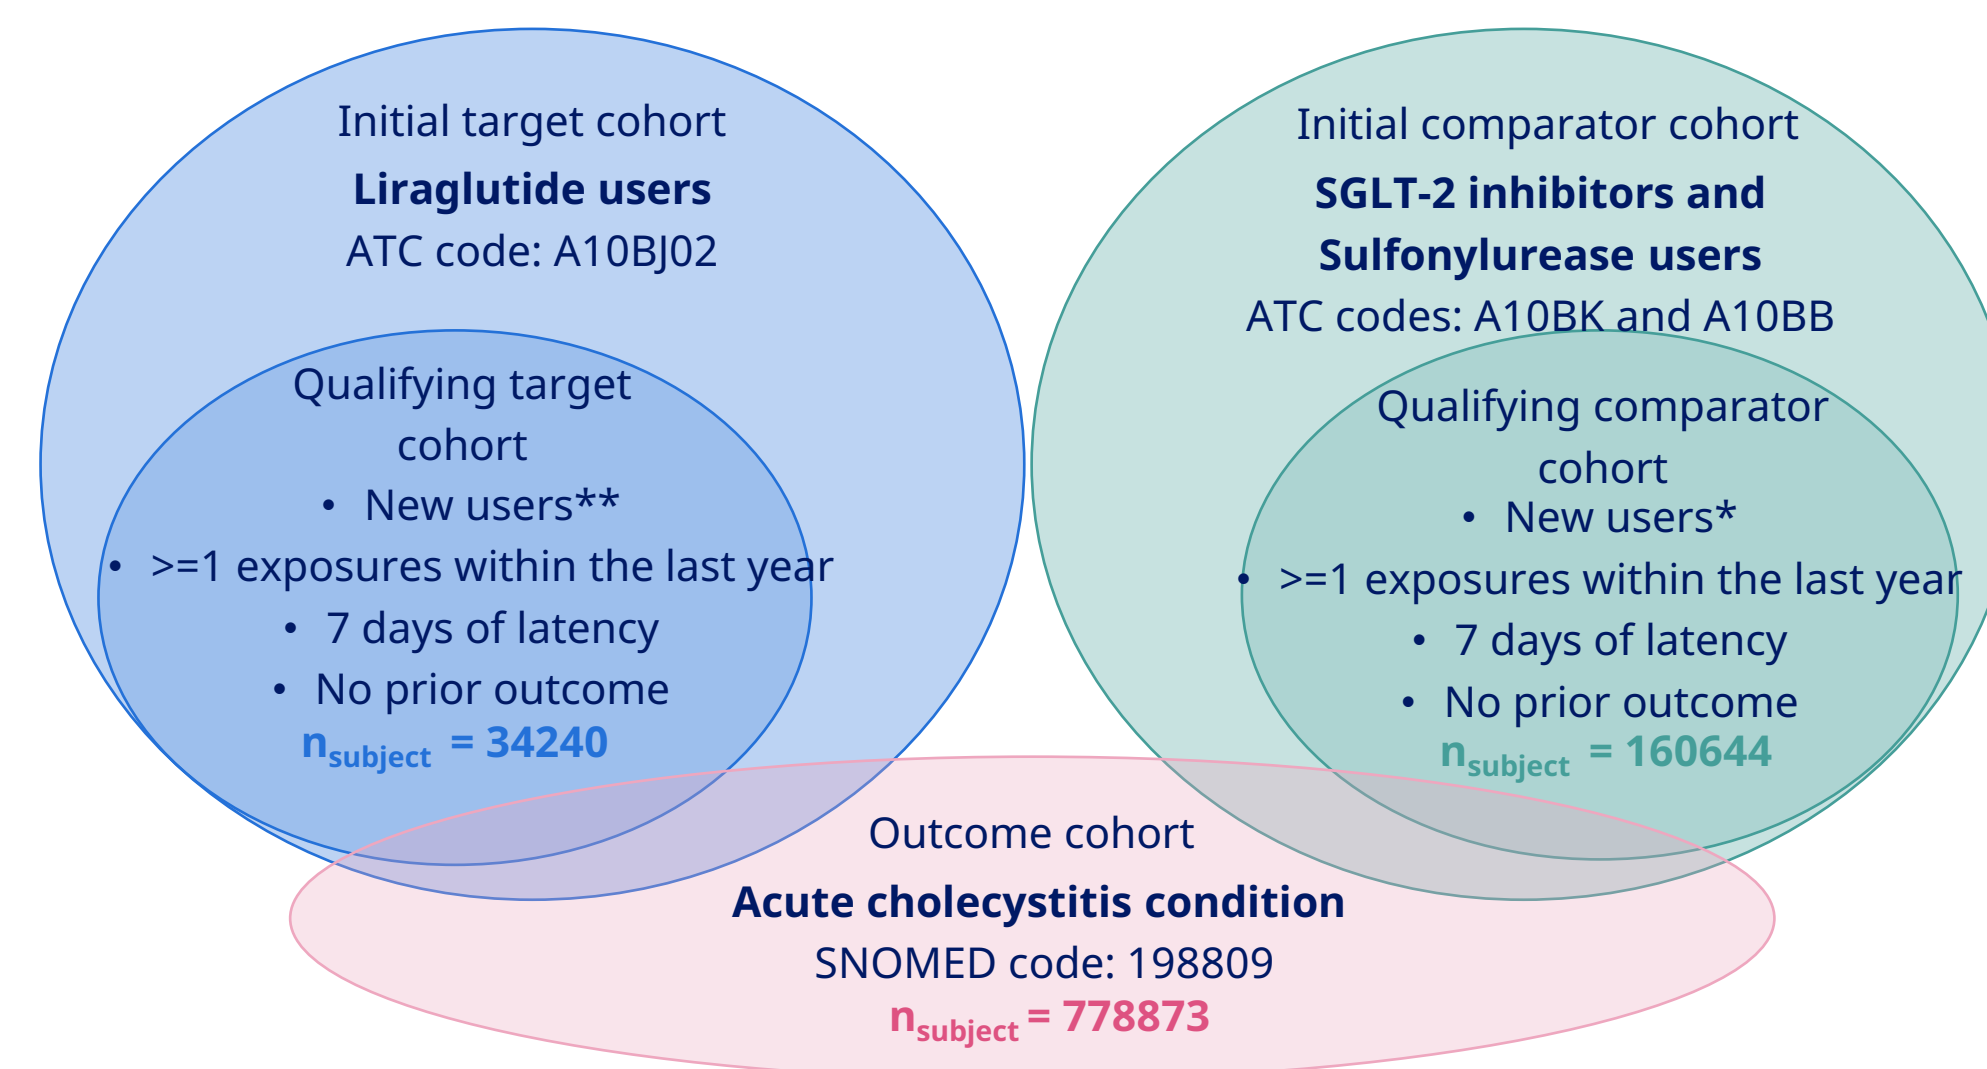 Initial target cohort
Liraglutide users
ATC code: A10BJ02
Qualifying target
cohort
• New users**
• >=1 exposures within the last year
• 7 days of latency
• No prior outcome
nsubject = 34240
Initial comparator cohort
SGLT-2 inhibitors and
Sulfonylurease users
ATC codes: A10BK and A10BB
Qualifying comparator
cohort
• New users*
• >=1 exposures within the last year
• 7 days of latency
• No prior outcome
nsubject = 160644
Outcome cohort
Acute cholecystitis condition
SNOMED code: 198809
nsubject = 778873